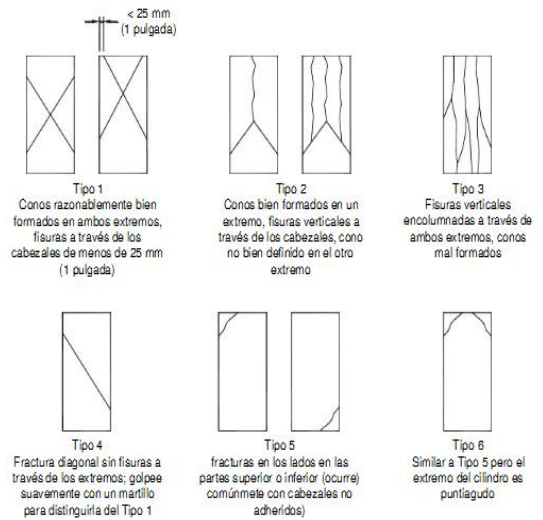 < 25 mm
(1 pulgada)
Tipo 1
Conos razonablemente bien
formados en ambos extremos,
fisuras a través de los
cabezales de menos de 25 mm
(1 pulgada)
Tipo 2
Conos bien formados en un
extremo, fisuras verticales a
través de los cabezales, cono
no bien definido en el otro
extremo
Tipo 3
Fisuras verticales
encolumnadas a través de
ambos extremos, conos
mal formados
Tipo 4
Fractura diagonal sin fisuras a
través de los extremos; golpee
suavemente con un martillo
para distinguirla del Tipo 1
Tipo 5
fracturas en los lados en las
partes superior o inferior (ocurre)
comúnmete con cabezales no
adheridos)
Tipo 6
Similar a Tipo 5 pero el
extremo del cilindro es
puntiagudo